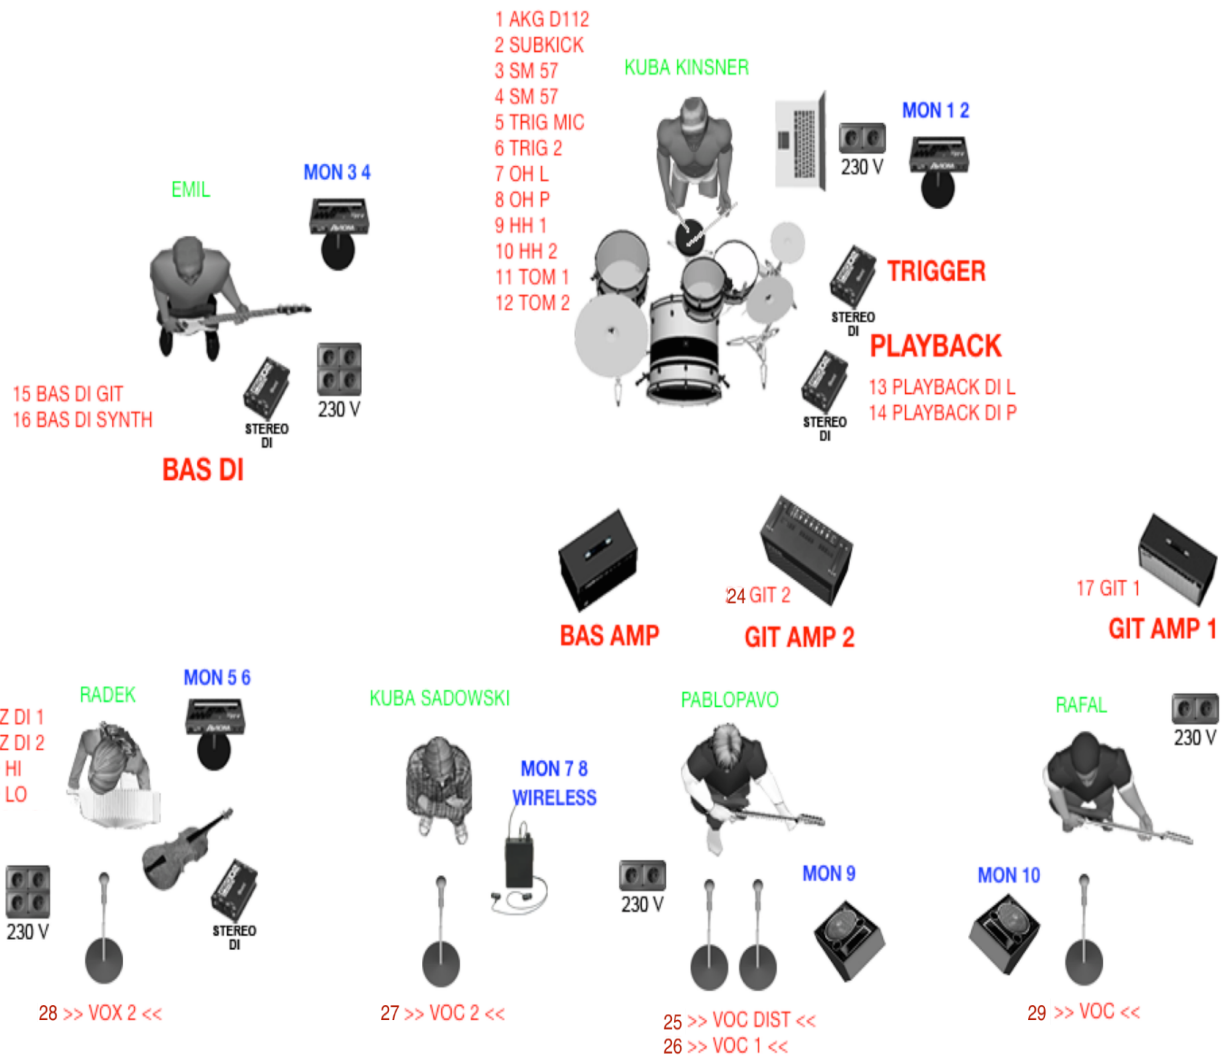 1 AKG D112
2 SUBKICK
3 SM 57
4 SM 57
5 TRIG MIC
6 TRIG 2
7 OH L
8 OH P
9 HH 1
10 HH 2
11 TOM 1
12 TOM 2
KUBA KINSNER
230 V
MON 1 2
AVIOM
EMIL
MON 3 4
AVIOM
TRIGGER
STEREO
DI
PLAYBACK
13 PLAYBACK DI L
14 PLAYBACK DI P
STEREO
DI
15 BAS DI GIT
16 BAS DI SYNTH
230 V
STEREO
DI
BAS DI
BAS AMP
24 GIT 2
GIT AMP 2
17 GIT 1
GIT AMP 1
RADEK
MON 5 6
AVIOM
Z DI 1
Z DI 2
HI
LO
230 V
STEREO
DI
28 >> VOX 2 <<
KUBA SADOWSKI
MON 7 8
WIRELESS
27 >> VOC 2 <<
PABLOPAVO
230 V
MON 9
25 >> VOC DIST <<
26 >> VOC 1 <<
RAFAL
230 V
MON 10
29 >> VOC <<